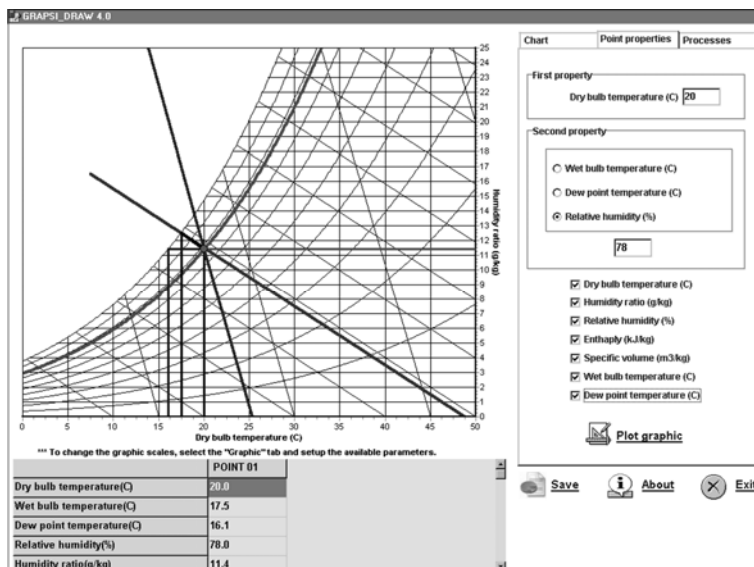 GRAPSI_DRAW 4.0
Chart
Point properties
Processes
First property
Dry bulb temperature (C) 20
Second property
Wet bulb temperature (C)
Dew point temperature (C)
Relative humidity (%)
78
Dry bulb temperature (C)
Humidity ratio (g/kg)
Relative humidity (%)
Enthaply (kJ/kg)
Specific volume (m3/kg)
Wet bulb temperature (C)
Dew point temperature (C)
Plot graphic
Save
About
Exit
25
24
23
22
21
20
19
18
17
16
15
14
13
12
11
10
9
8
7
6
5
4
3
2
1
0
Humidity ratio (g/kg)
0 5 10 15 20 25 30 35 40 45 50
Dry bulb temperature (C)
*** To change the graphic scales, select the "Graphic" tab and setup the available parameters.
POINT 01
Dry bulb temperature(C) 20.0
Wet bulb temperature(C) 17.5
Dew point temperature(C) 16.1
Relative humidity(%) 78.0
Humidity ratio(g/kg) 11.4